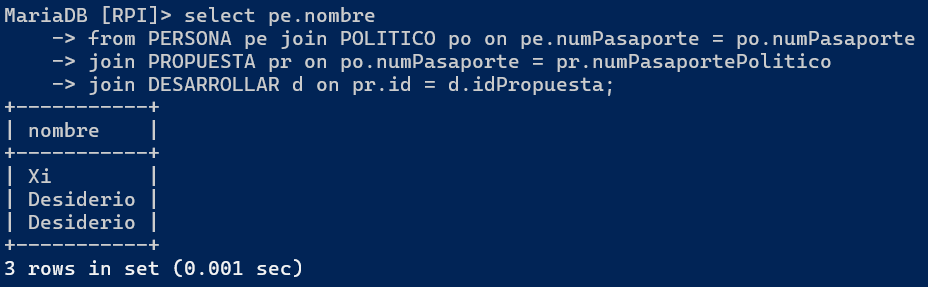 MariaDB [RPI]> select pe.nombre
    -> from PERSONA pe join POLITICO po on pe.numPasaporte = po.numPasaporte
    -> join PROPUESTA pr on po.numPasaporte = pr.numPasaportePolitico
    -> join DESARROLLAR d on pr.id = d.idPropuesta;
+-----------+
| nombre    |
+-----------+
| Xi        |
| Desiderio |
| Desiderio |
+-----------+
3 rows in set (0.001 sec)